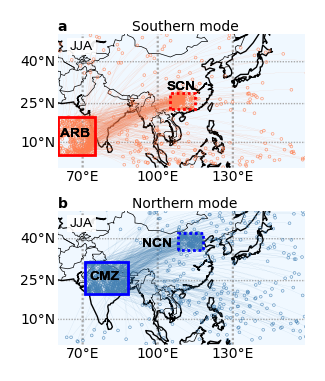 a Southern mode
JJA
40°N
SCN
25°N
ARB
10°N
70°E 100°E 130°E
b Northern mode
JJA
40°N
NCN
CMZ
25°N
10°N
70°E 100°E 130°E